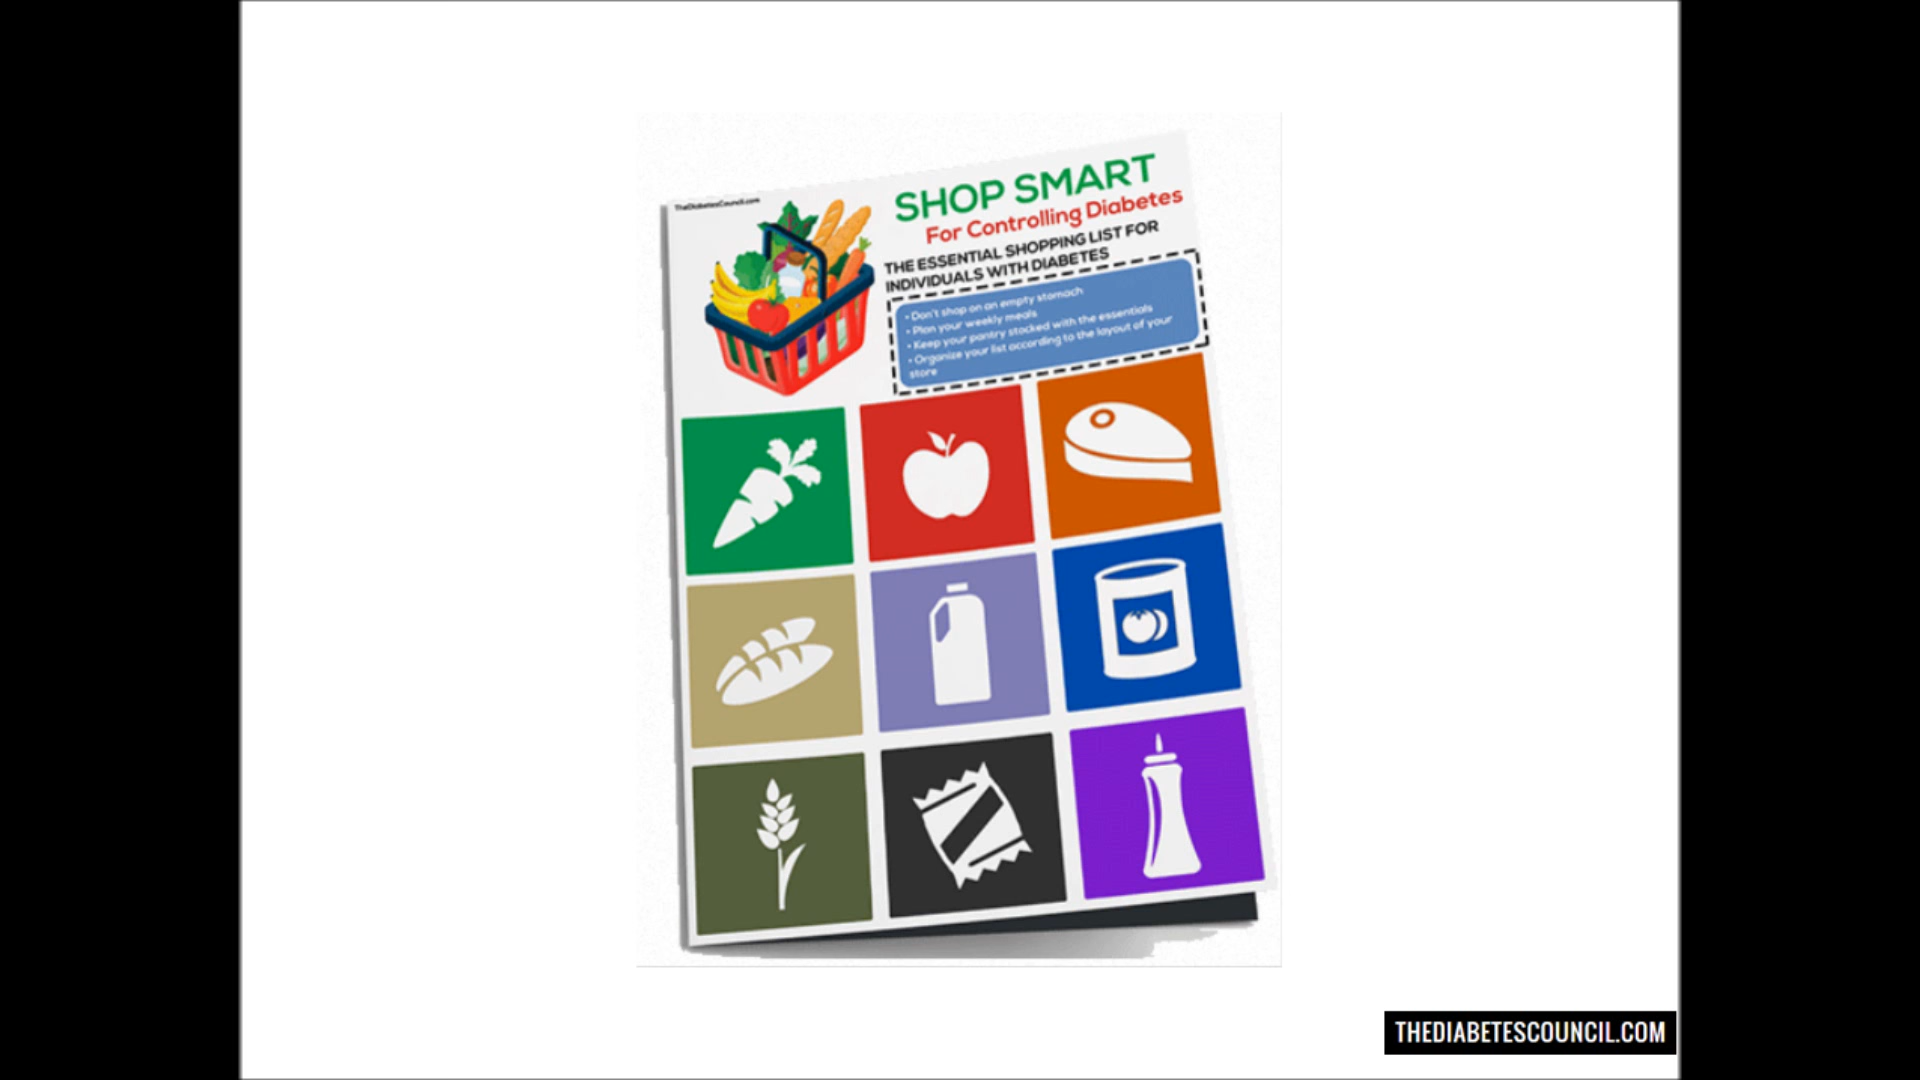 TheDiabetesCouncil.com
SHOP SMART
For Controlling Diabetes
THE ESSENTIAL SHOPPING LIST FOR
INDIVIDUALS WITH DIABETES
• Don't shop on an empty stomach
• Plan your weekly meals
• Keep your pantry stocked with the essentials
• Organize your list according to the layout of your
store
THEDIABETESCOUNCIL.COM